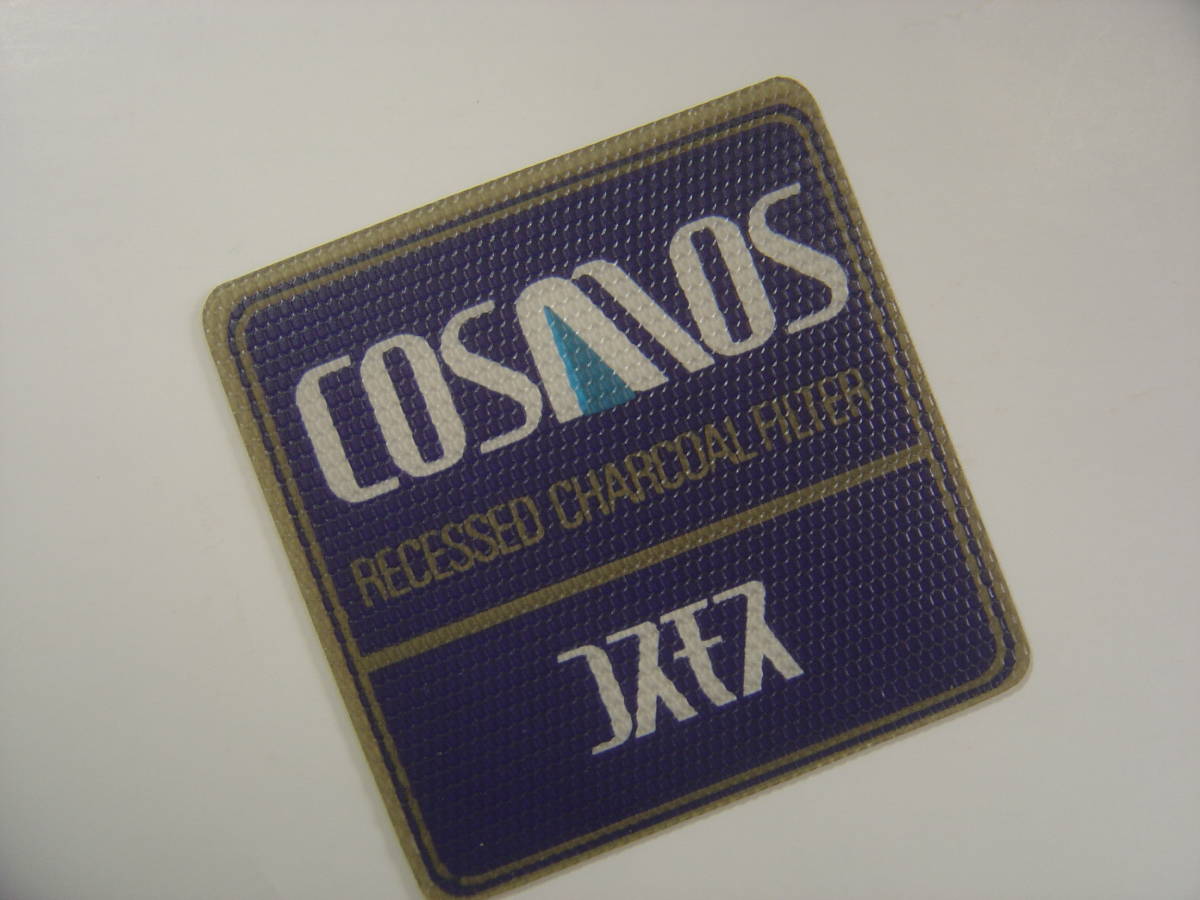 COSMOS
RECESSED CHARCOAL FILTER
コスモス